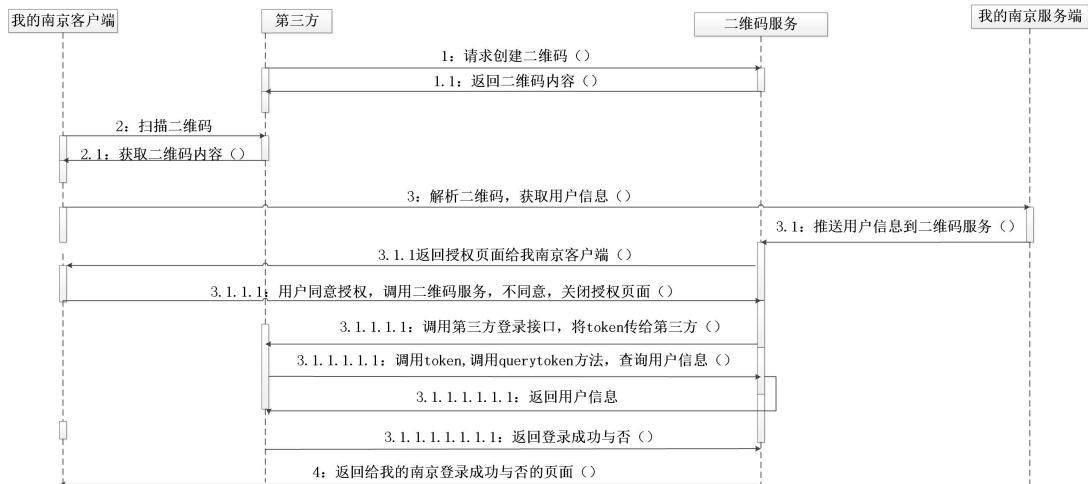 我的南京客户端
第三方
二维码服务
我的南京服务端
1: 请求创建二维码()
1.1: 返回二维码内容()
2: 扫描二维码
2.1: 获取二维码内容()
3: 解析二维码, 获取用户信息()
3.1: 推送用户信息到二维码服务()
3.1.1返回授权页面给我南京客户端()
3.1.1.1: 用户同意授权, 调用二维码服务, 不同意, 关闭授权页面()
3.1.1.1.1: 调用第三方登录接口, 将token传给第三方()
3.1.1.1.1.1: 调用token,调用querytoken方法, 查询用户信息()
3.1.1.1.1.1.1: 返回用户信息
3.1.1.1.1.1.1.1: 返回登录成功与否()
4: 返回给我的南京登录成功与否的页面()